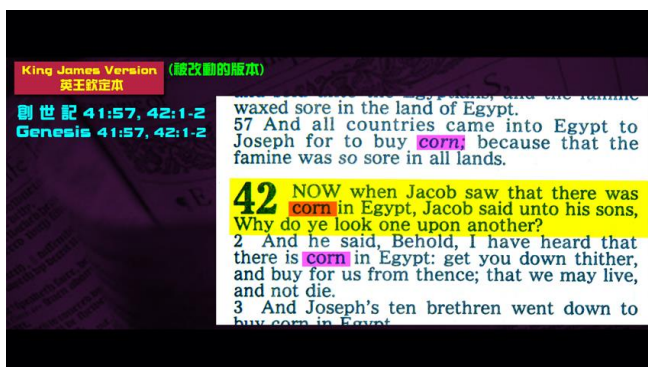 King James Version
英王欽定本
(被改動的版本)
創世記 41:57, 42:1-2
Genesis 41:57, 42:1-2
waxed sore in the land of Egypt.
57 And all countries came into Egypt to
Joseph for to buy corn; because that the
famine was so sore in all lands.
42 NOW when Jacob saw that there was
corn in Egypt, Jacob said unto his sons,
Why do ye look one upon another?
2 And he said, Behold, I have heard that
there is corn in Egypt: get you down thither,
and buy for us from thence; that we may live,
and not die.
3 And Joseph's ten brethren went down to
buy corn in Egypt